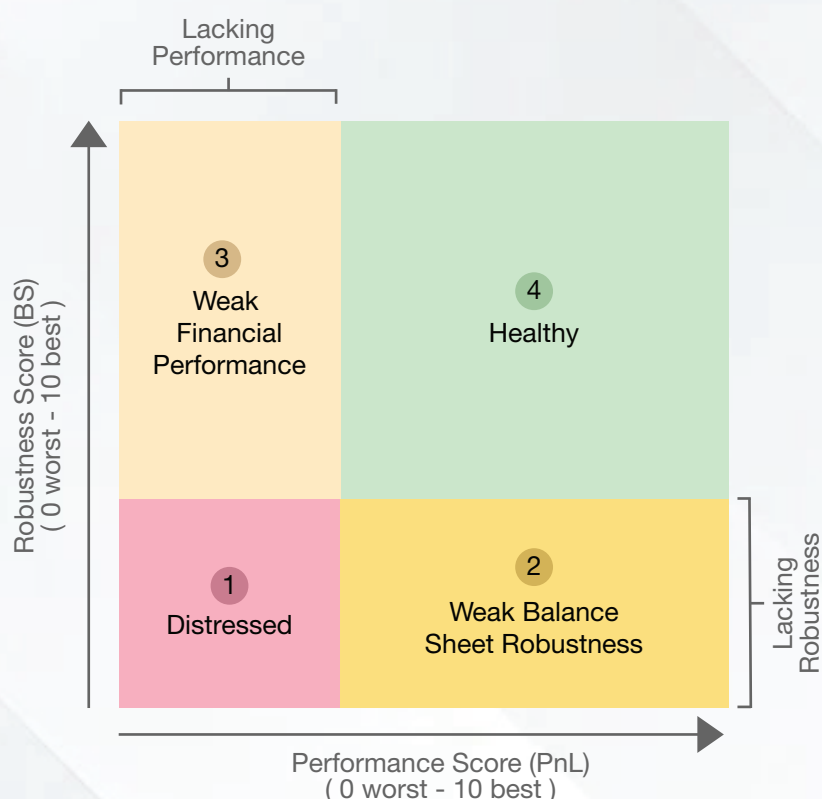 Lacking
Performance
Robustness Score (BS)
( 0 worst - 10 best )
3
Weak
Financial
Performance
4
Healthy
1
Distressed
2
Weak Balance
Sheet Robustness
Lacking
Robustness
Performance Score (PnL)
( 0 worst - 10 best )